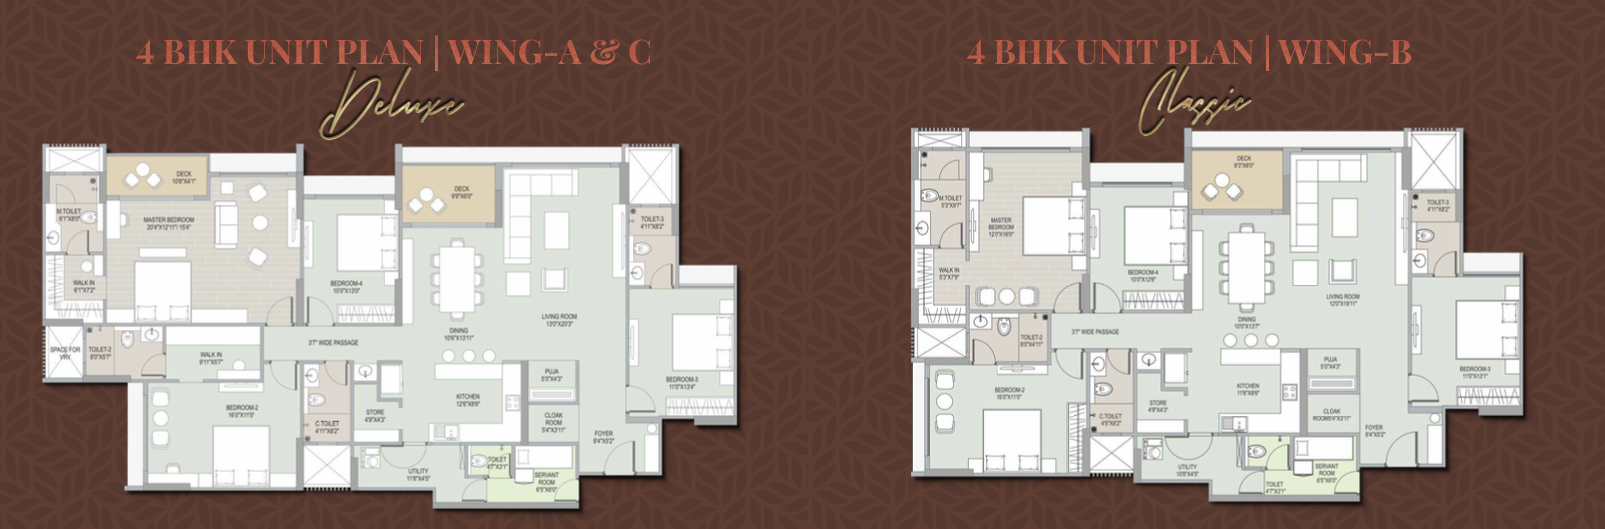 4 BHK UNIT PLAN | WING-A & C
Deluxe
DECK
10'6"X4'1"
M.TOILET
6'1"X8'0"
MASTER BEDROOM
20'4"X12'11"/ 15'4"
WALK IN
6'1"X7'2"
BEDROOM-4
10'0"X13'0"
DECK
9'9"X6'0"
LIVING ROOM
13'0"X20'3"
TOILET-3
4'11"X8'2"
DINING
10'6"X13'11"
3'7" WIDE PASSAGE
SPACE FOR
VRV
TOILET-2
8'0"X5'7"
WALK IN
9'11"X5'7"
BEDROOM-2
16'0"X11'0"
C.TOILET
4'11"X8'2"
STORE
4'9"X4'3"
KITCHEN
12'6"X8'6"
PUJA
5'0"X4'3"
CLOAK
ROOM
5'4"X3'11"
FOYER
8'4"X5'2"
BEDROOM-3
11'0"X13'4"
UTILITY
11'8"X4'5"
TOILET
4'7"X3'1"
SERVANT
ROOM
6'5"X6'0"
4 BHK UNIT PLAN | WING-B
Classic
M.TOILET
5'3"X9'7"
MASTER
BEDROOM
12'0"X16'0"
WALK IN
5'3"X7'9"
BEDROOM-4
10'0"X12'6"
DECK
9'3"X6'0"
LIVING ROOM
12'0"X19'11"
TOILET-3
4'11"X8'2"
DINING
10'0"X13'7"
3'7" WIDE PASSAGE
TOILET-2
8'0"X4'11"
BEDROOM-2
16'0"X11'0"
C.TOILET
4'5"X8'2"
STORE
4'9"X4'3"
KITCHEN
11'6"X8'6"
PUJA
5'0"X4'3"
CLOAK
ROOM5'4"X3'11"
FOYER
8'4"X5'2"
BEDROOM-3
11'0"X13'1"
UTILITY
10'8"X4'5"
TOILET
4'7"X3'1"
SERVANT
ROOM
6'5"X6'0"